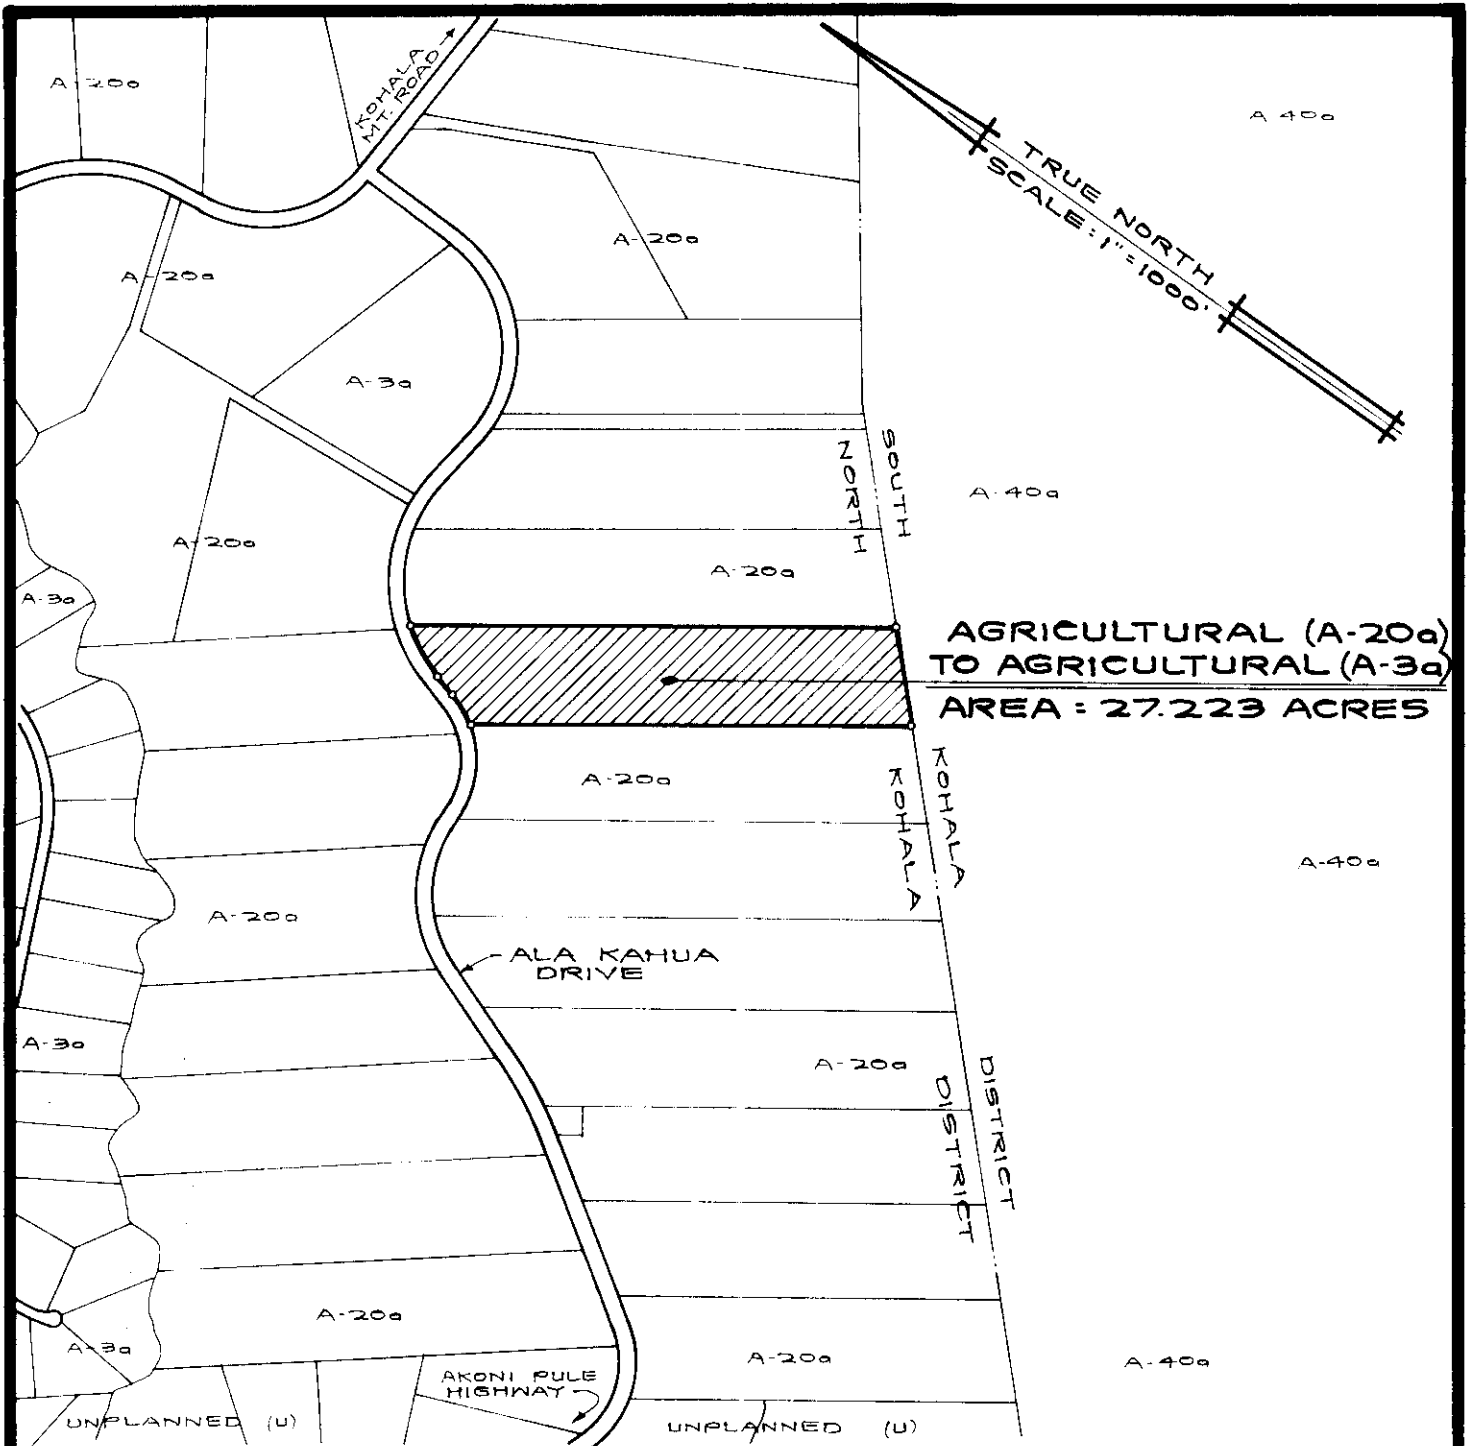 A-20a
KOHALA
MT. ROAD
A-40a
TRUE NORTH
SCALE: 1"=1000'
A-20a
A-20a
A-3a
SOUTH
NORTH
A-40a
A-20a
A-20a
A-3a
AGRICULTURAL (A-20a)
TO AGRICULTURAL (A-3a)
AREA : 27.223 ACRES
A-20a
KOHALA
KOHALA
A-40a
A-20a
ALA KAHUA
DRIVE
A-3a
A-20a
DISTRICT
DISTRICT
A-20a
A-3a
A-20a
A-40a
AKONI PULE
HIGHWAY
UNPLANNED (U)
UNPLANNED (U)